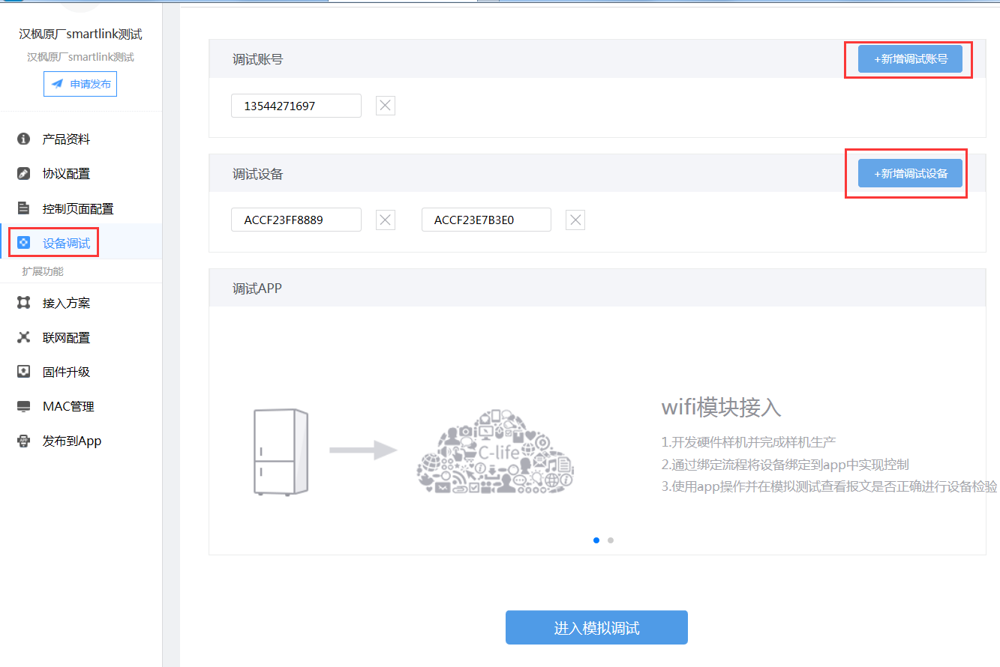 汉枫原厂smartlink测试
汉枫原厂smartlink测试
申请发布
产品资料
协议配置
控制页面配置
设备调试
扩展功能
接入方案
联网配置
固件升级
MAC管理
发布到App
调试账号
+新增调试账号
13544271697
调试设备
+新增调试设备
ACCF23FF8889
ACCF23E7B3E0
调试APP
C-life
wifi模块接入
1.开发硬件样机并完成样机生产
2.通过绑定流程将设备绑定到app中实现控制
3.使用app操作并在模拟测试查看报文是否正确进行设备检验
进入模拟调试